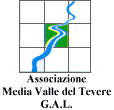 Associazione
Media Valle del Tevere
G.A.L.